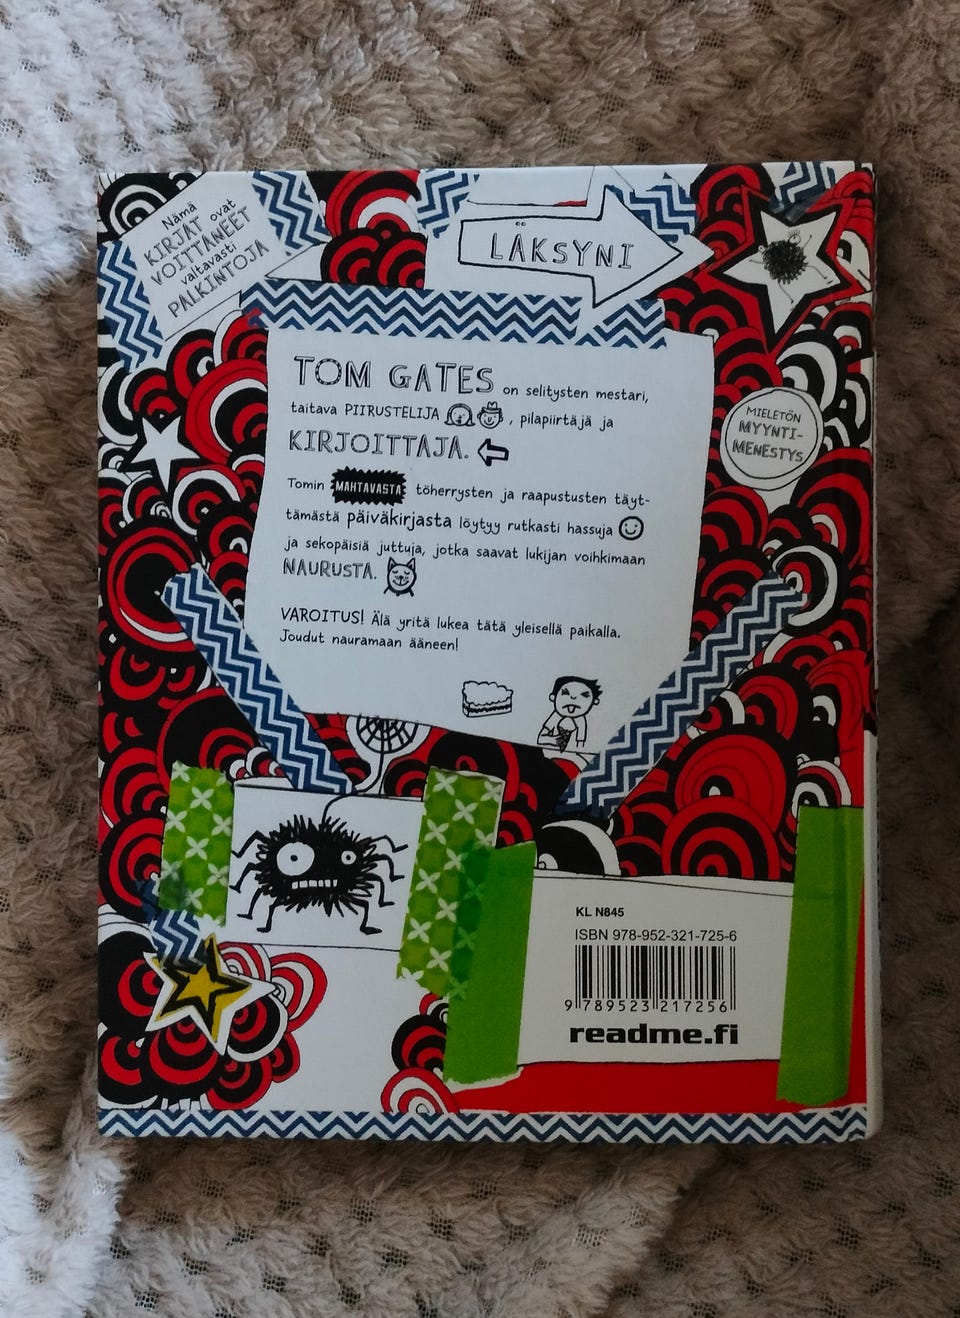 Nämä
KIRJAT ovat
VOITTANEET
valtavasti
PALKINTOJA
LÄKSYNI
TOM GATES on selitysten mestari,
taitava PIIRUSTELIJA , pilapiirtäjä ja
KIRJOITTAJA.
Tomin MAHTAVASTA töherrysten ja raapustusten täyt-
tämästä päiväkirjasta löytyy rutkasti hassuja
ja sekopäisiä juttuja, jotka saavat lukijan voihkimaan
NAURUSTA.
VAROITUS! Älä yritä lukea tätä yleisellä paikalla.
Joudut nauramaan ääneen!
MIELETÖN
MYYNTI-
MENESTYS
KL N845
ISBN 978-952-321-725-6
9 789523 217256
readme.fi